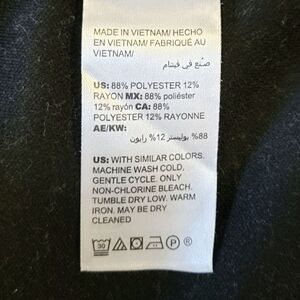 MADE IN VIETNAM/ HECHO
EN VIETNAM/ FABRIQUÉ AU
VIETNAM/
صنع في فيتنام
US: 88% POLYESTER 12%
RAYON MX: 88% poliéster
12% rayón CA: 88%
POLYESTER 12% RAYONNE
AE/KW:
88% بوليستر 12% رايون
US: WITH SIMILAR COLORS.
MACHINE WASH COLD,
GENTLE CYCLE. ONLY
NON-CHLORINE BLEACH.
TUMBLE DRY LOW. WARM
IRON. MAY BE DRY
CLEANED
30 P ®